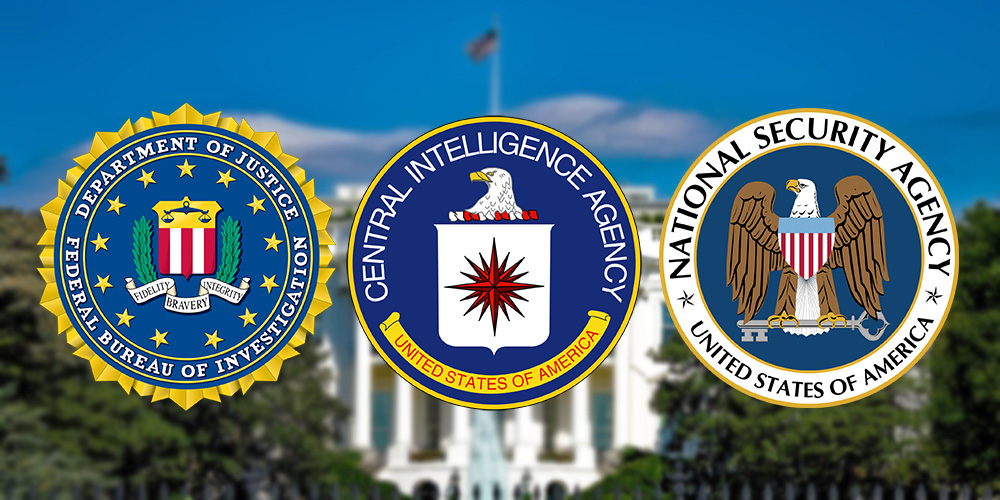 DEPARTMENT OF JUSTICE
FEDERAL BUREAU OF INVESTIGATION
FIDELITY
BRAVERY
INTEGRITY
CENTRAL INTELLIGENCE AGENCY
UNITED STATES OF AMERICA
NATIONAL SECURITY AGENCY
UNITED STATES OF AMERICA